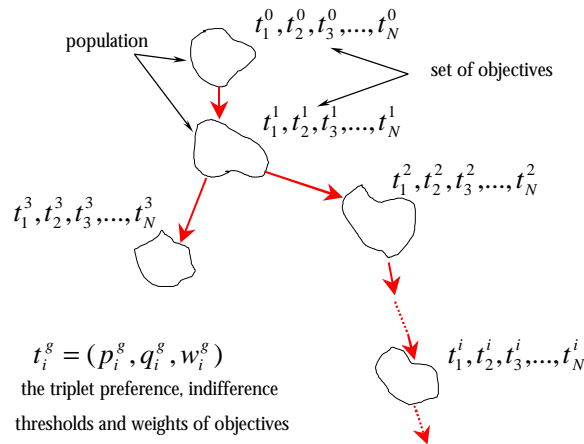 t_1^0, t_2^0, t_3^0, ..., t_N^0
population
set of objectives
t_1^1, t_2^1, t_3^1, ..., t_N^1
t_1^2, t_2^2, t_3^2, ..., t_N^2
t_1^3, t_2^3, t_3^3, ..., t_N^3
t_i^g = (p_i^g, q_i^g, w_i^g)
t_1^i, t_2^i, t_3^i, ..., t_N^i
the triplet preference, indifference
thresholds and weights of objectives